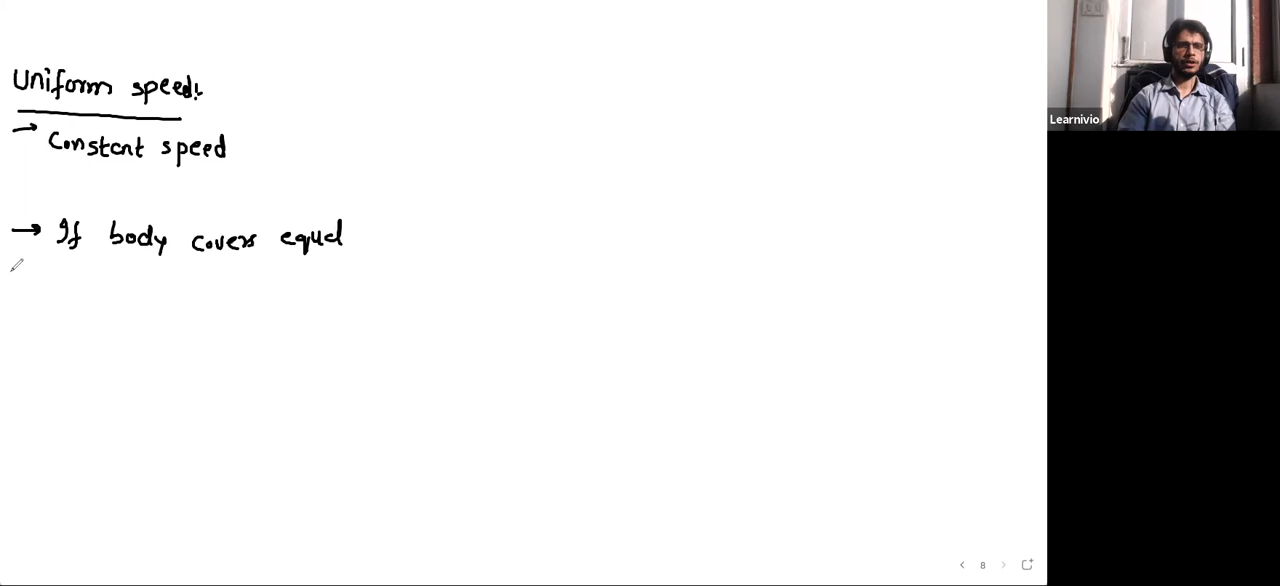 Uniform speed:
→ Constant speed
→ If body covers equal
Learnivio
8